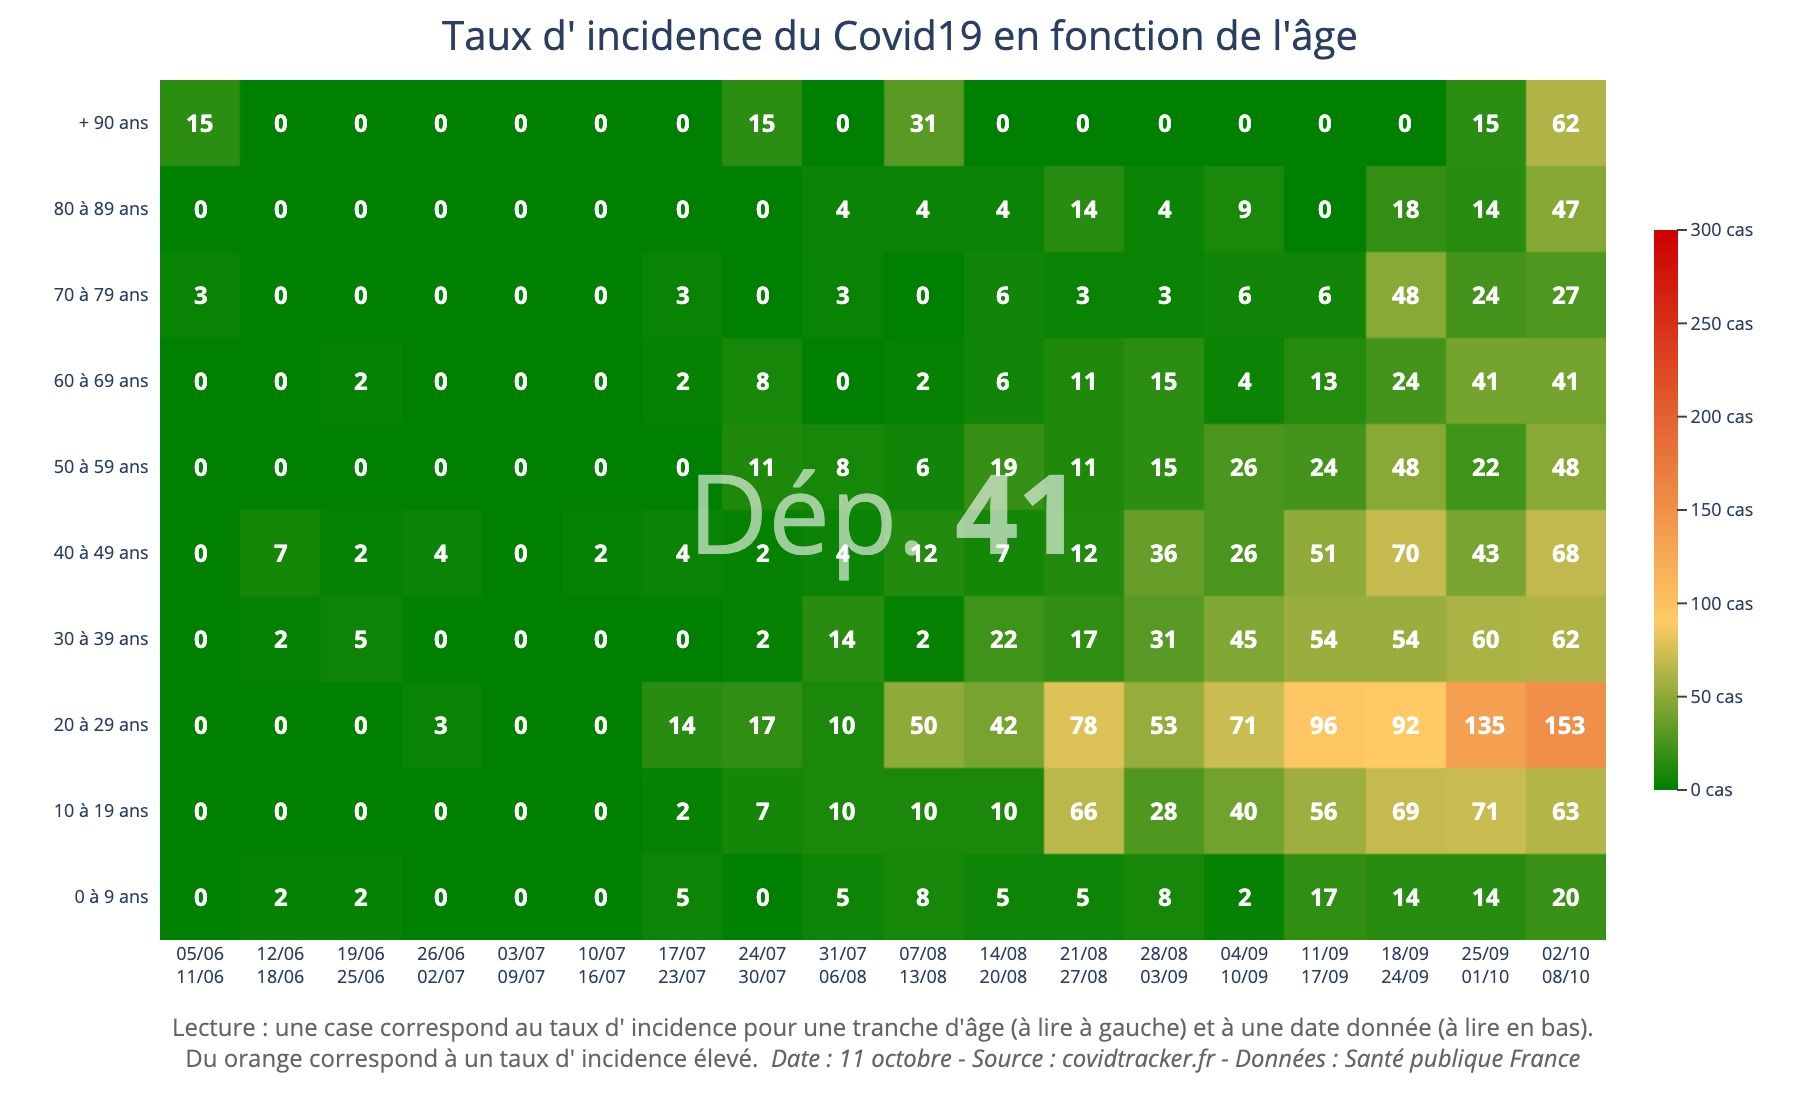 Taux d' incidence du Covid19 en fonction de l'âge
+ 90 ans 15 0 0 0 0 0 0 15 0 31 0 0 0 0 0 0 15 62
80 à 89 ans 0 0 0 0 0 0 0 0 4 4 4 14 4 9 0 18 14 47
70 à 79 ans 3 0 0 0 0 0 3 0 3 0 6 3 3 6 6 48 24 27
60 à 69 ans 0 0 2 0 0 0 2 8 0 2 6 11 15 4 13 24 41 41
50 à 59 ans 0 0 0 0 0 0 0 11 8 6 19 11 15 26 24 48 22 48
Dép. 41
40 à 49 ans 0 7 2 4 0 2 4 2 4 12 7 12 36 26 51 70 43 68
30 à 39 ans 0 2 5 0 0 0 0 2 14 2 22 17 31 45 54 54 60 62
20 à 29 ans 0 0 0 3 0 0 14 17 10 50 42 78 53 71 96 92 135 153
10 à 19 ans 0 0 0 0 0 0 2 7 10 10 10 66 28 40 56 69 71 63
0 à 9 ans 0 2 2 0 0 0 5 0 5 8 5 5 8 2 17 14 14 20
05/06 12/06 19/06 26/06 03/07 10/07 17/07 24/07 31/07 07/08 14/08 21/08 28/08 04/09 11/09 18/09 25/09 02/10
11/06 18/06 25/06 02/07 09/07 16/07 23/07 30/07 06/08 13/08 20/08 27/08 03/09 10/09 17/09 24/09 01/10 08/10
300 cas
250 cas
200 cas
150 cas
100 cas
50 cas
0 cas
Lecture : une case correspond au taux d' incidence pour une tranche d'âge (à lire à gauche) et à une date donnée (à lire en bas).
Du orange correspond à un taux d' incidence élevé. Date : 11 octobre - Source : covidtracker.fr - Données : Santé publique France